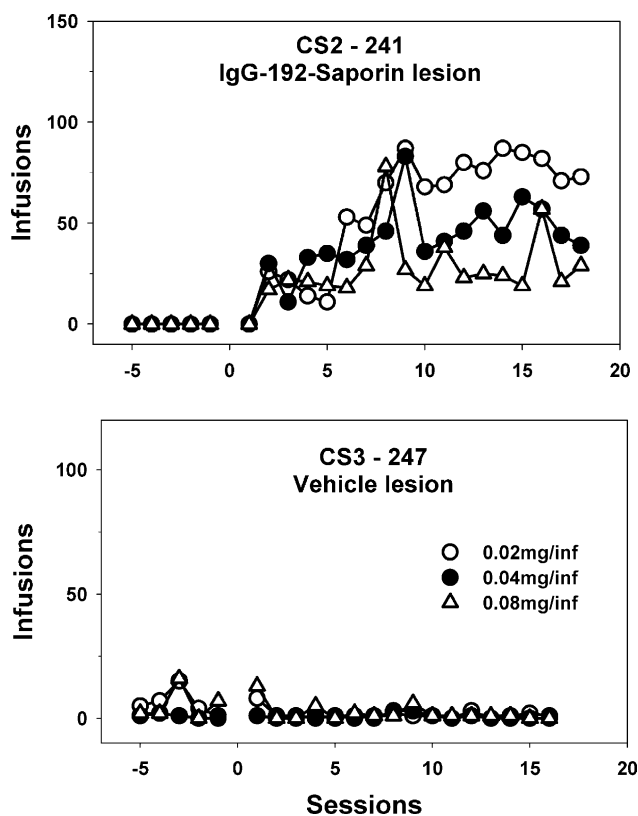 150
CS2 - 241
IgG-192-Saporin lesion
100
Infusions
50
0
-5 0 5 10 15 20
CS3 - 247
Vehicle lesion
100
0.02mg/inf
0.04mg/inf
0.08mg/inf
Infusions
50
0
-5 0 5 10 15 20
Sessions